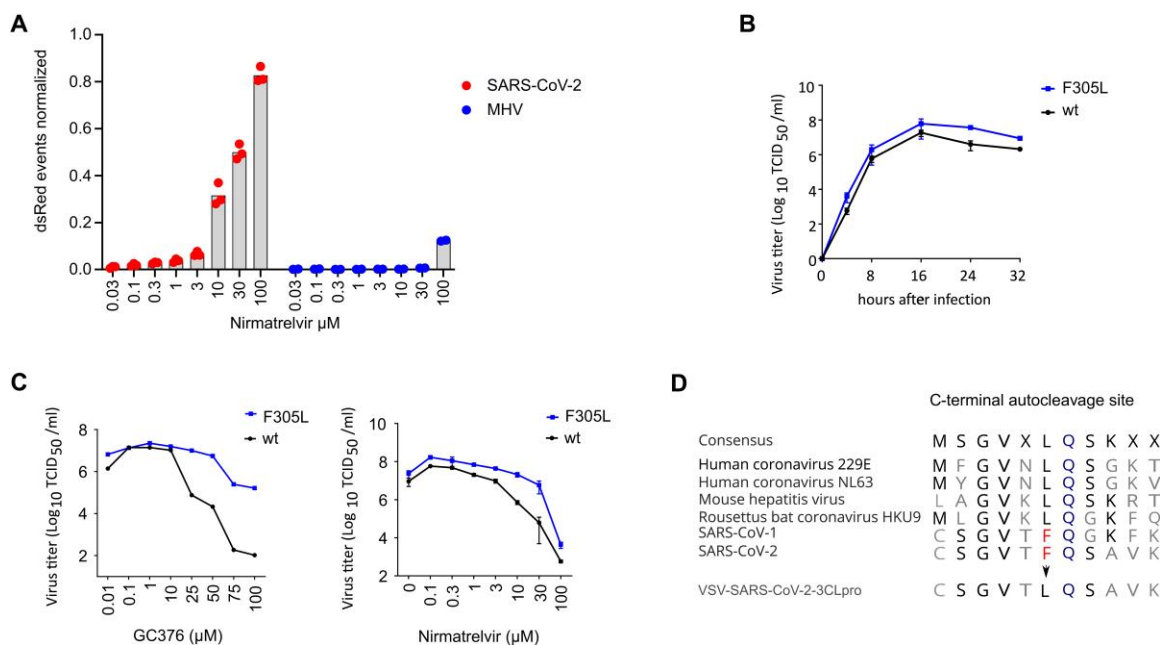 A
dsRed events normalized
1.0
0.8
0.6
0.4
0.2
0.0
0.03
0.1
0.3
1
3
10
30
100
0.03
0.1
0.3
1
3
10
30
100
Nirmatrelvir µM
SARS-CoV-2
MHV
B
Virus titer (Log 10 TCID 50 /ml)
10
8
6
4
2
0
0 8 16 24 32
hours after infection
F305L
wt
C
Virus titer (Log 10 TCID 50 /ml)
8
6
4
2
0.01
0.1
1
10
25
50
75
100
GC376 (µM)
F305L
wt
Virus titer (Log 10 TCID 50 /ml)
10
8
6
4
2
0
0.1
0.3
1
3
10
30
100
Nirmatrelvir (µM)
F305L
wt
D
C-terminal autocleavage site
Consensus M S G V X L Q S K X X
Human coronavirus 229E M F G V N L Q S G K T
Human coronavirus NL63 M Y G V N L Q S G K V
Mouse hepatitis virus L A G V K L Q S K R T
Rousettus bat coronavirus HKU9 M L G V K L Q G K F Q
SARS-CoV-1 C S G V T F Q G K F K
SARS-CoV-2 C S G V T F Q S A V K
VSV-SARS-CoV-2-3CLpro C S G V T L Q S A V K